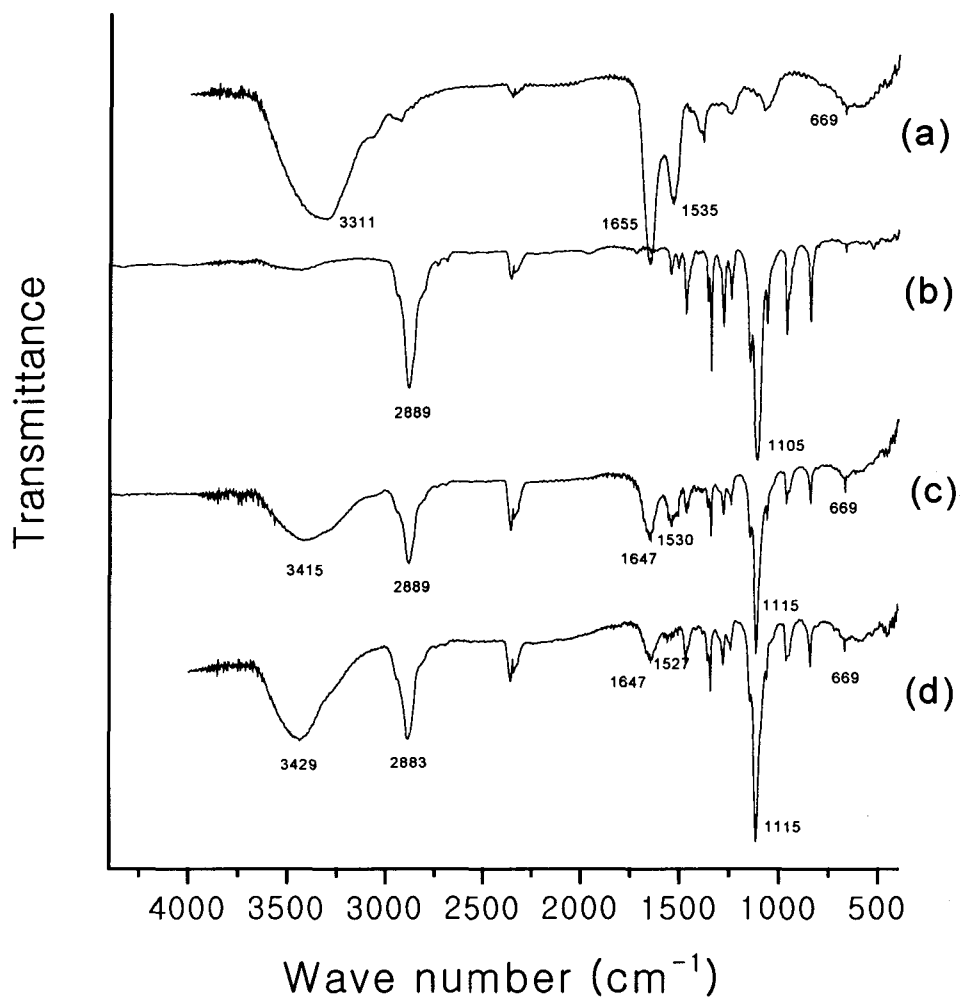 Transmittance
669
(a)
3311
1655
1535
(b)
2889
1105
(c)
669
1530
3415
2889
1647
1115
1527
1647
669
(d)
3429
2883
1115
4000 3500 3000 2500 2000 1500 1000 500
Wave number (cm⁻¹)